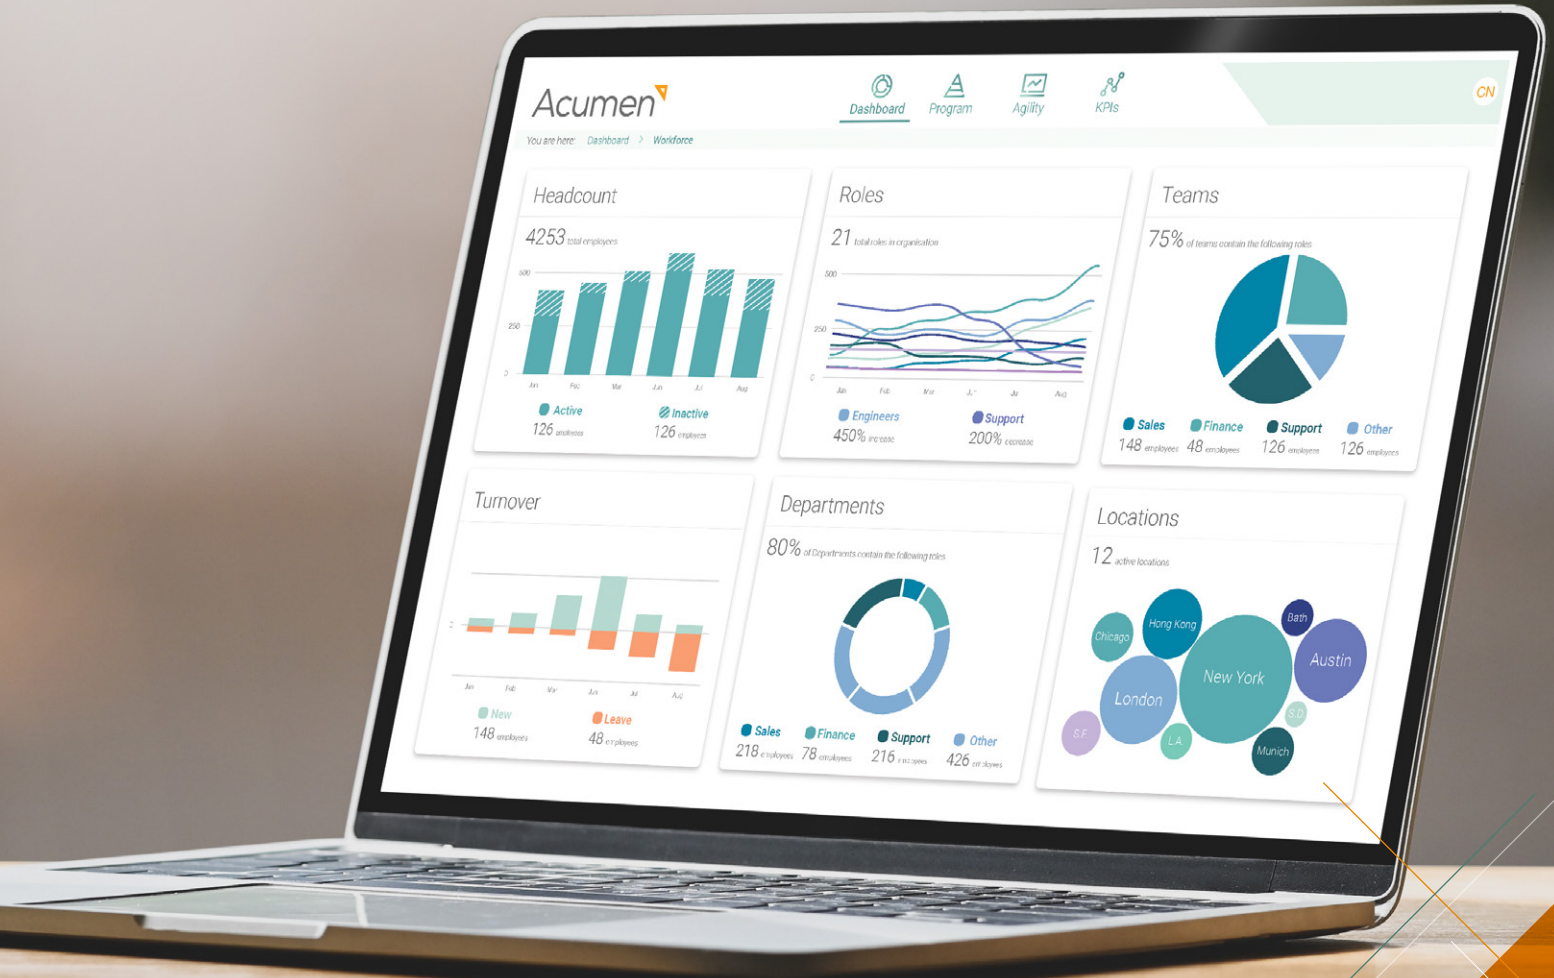 Acumen
Dashboard
Program
Agility
KPIs
CN
You are here: Dashboard > Workforce
Headcount
4253 total employees
500
250
0
Jan Feb Mar Jun Jul Aug
Active
126 employees
Inactive
126 employees
Roles
21 total roles in organisation
500
250
0
Jan Feb Mar Jul Aug
Engineers
450% increase
Support
200% decrease
Teams
75% of teams contain the following roles
Sales
148 employees
Finance
48 employees
Support
126 employees
Other
126 employees
Turnover
0
Jan Feb Mar Jun Jul Aug
New
148 employees
Leave
48 employees
Departments
80% of Departments contain the following roles
Sales
218 employees
Finance
78 employees
Support
216 employees
Other
426 employees
Locations
12 active locations
Chicago
Hong Kong
Bath
Austin
New York
London
S.F.
L.A.
S.D.
Munich